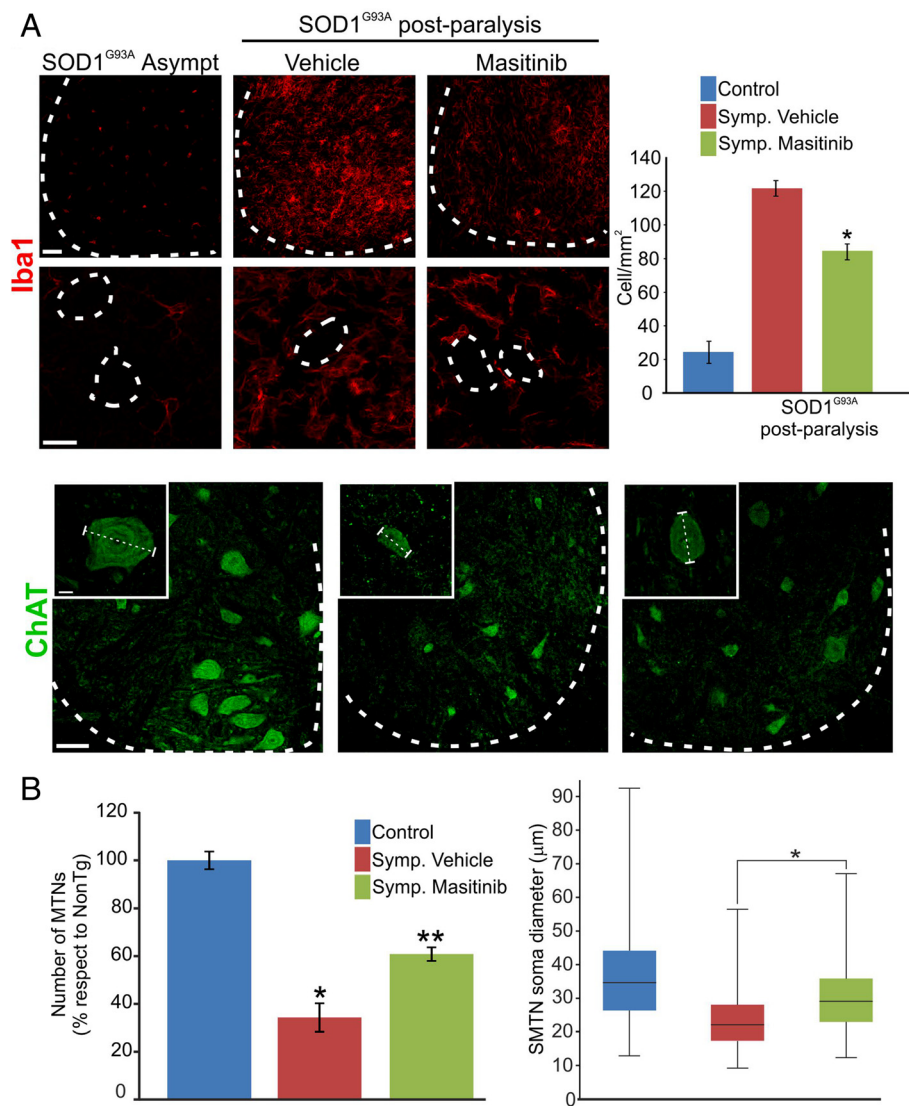 A
SOD1G93A post-paralysis
SOD1G93A Asympt
Vehicle
Masitinib
Iba1
Control
Symp. Vehicle
Symp. Masitinib
Cell/mm2
140
120
100
80
60
40
20
0
*
SOD1G93A
post-paralysis
ChAT
B
Number of MTNs
(% respect to NonTg)
120
100
80
60
40
20
0
*
**
Control
Symp. Vehicle
Symp. Masitinib
SMTN soma diameter (μm)
90
80
70
60
50
40
30
20
10
0
*